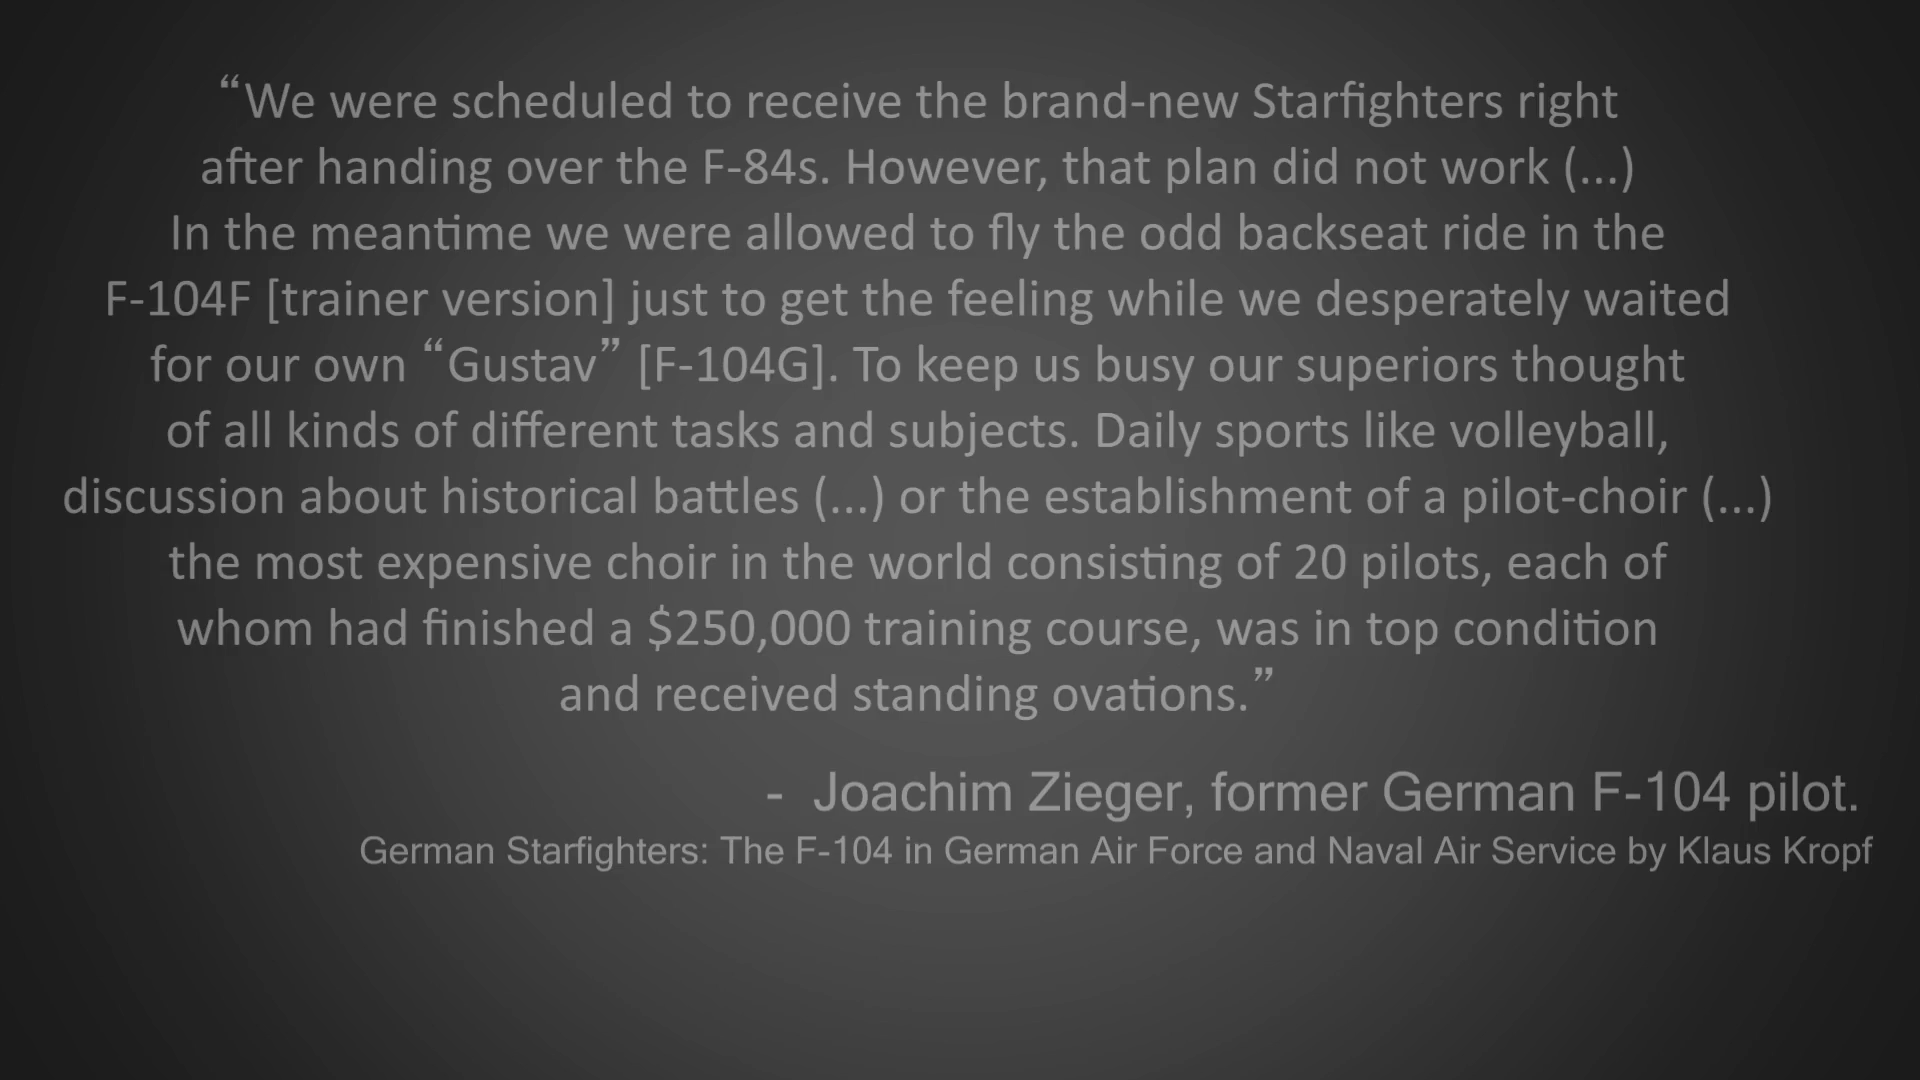 “We were scheduled to receive the brand-new Starfighters right
after handing over the F-84s. However, that plan did not work (...)
In the meantime we were allowed to fly the odd backseat ride in the
F-104F [trainer version] just to get the feeling while we desperately waited
for our own “Gustav” [F-104G]. To keep us busy our superiors thought
of all kinds of different tasks and subjects. Daily sports like volleyball,
discussion about historical battles (...) or the establishment of a pilot-choir (...)
the most expensive choir in the world consisting of 20 pilots, each of
whom had finished a $250,000 training course, was in top condition
and received standing ovations.”
- Joachim Zieger, former German F-104 pilot.
German Starfighters: The F-104 in German Air Force and Naval Air Service by Klaus Kropf